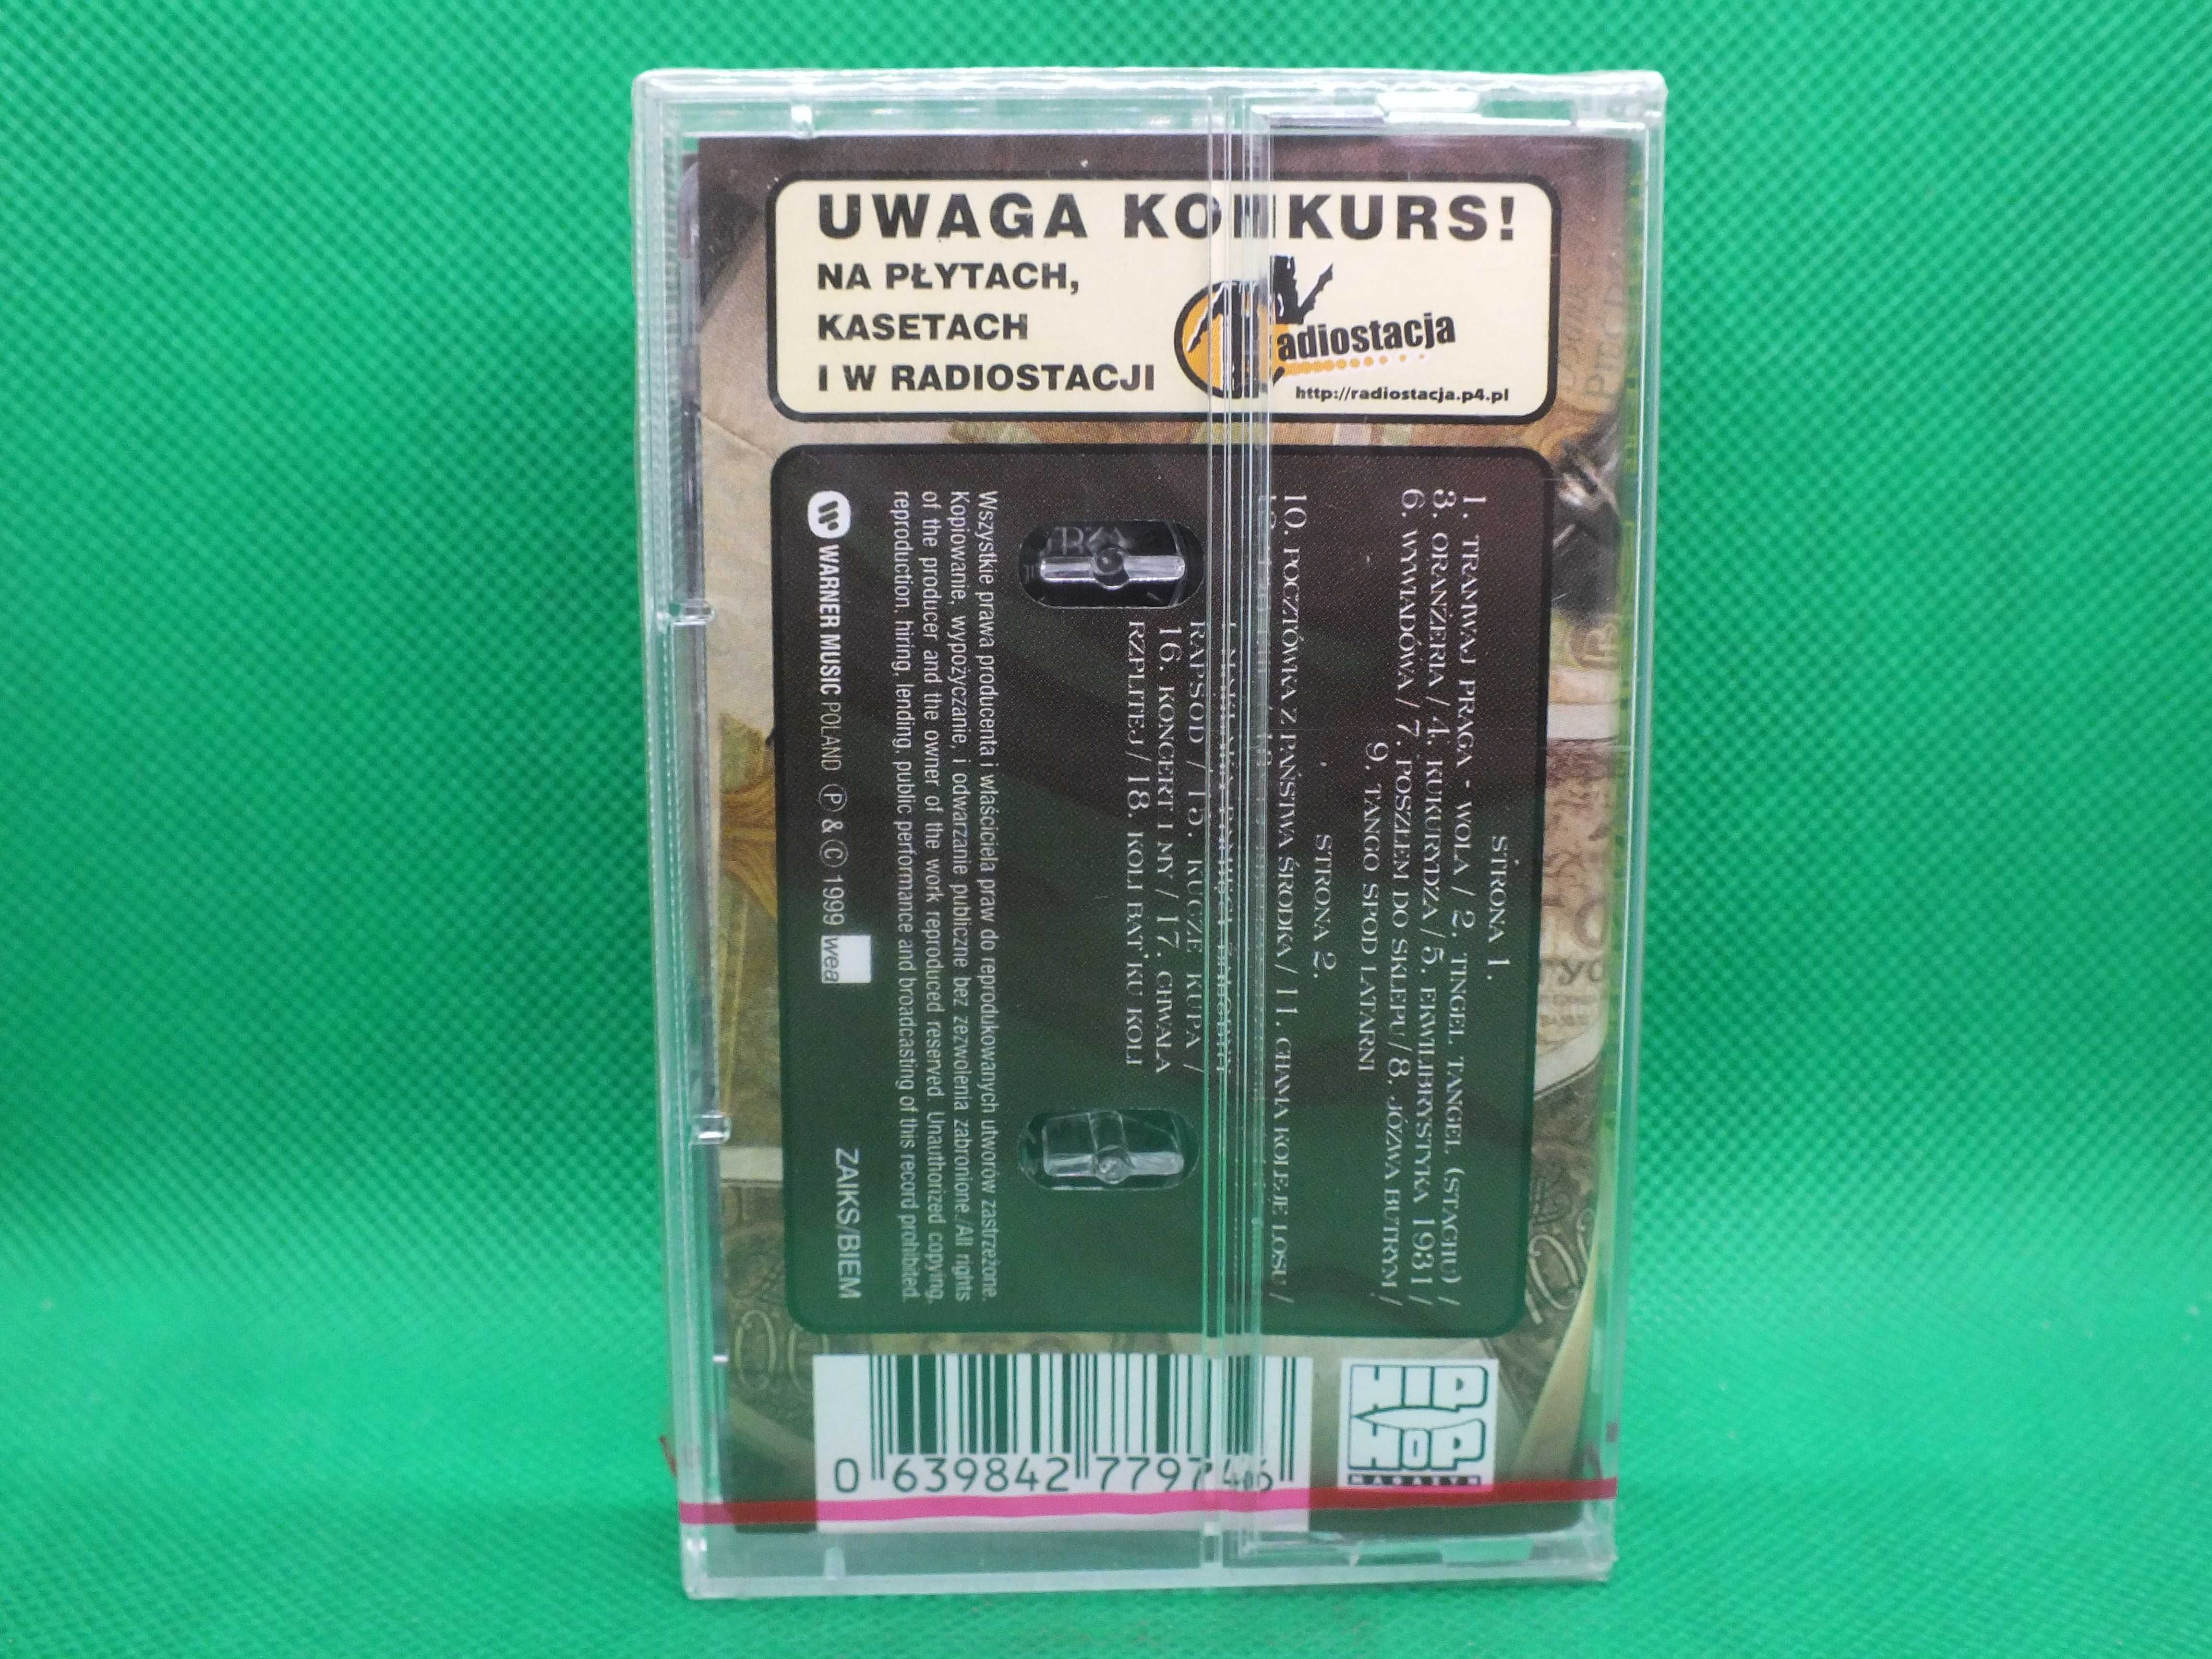 UWAGA KONKURS!
NA PŁYTACH,
KASETACH
I W RADIOSTACJI
radiostacja
http://radiostacja.p4.pl
STRONA 1.
1. TRAMWAJ PRAGA - WOLA / 2. TINGEL TANGEL (STACHU) /
3. ORANŻERIA / 4. KUKURYDZA / 5. EKWILIBRYSTYKA 1931 /
6. WYWIADÓWA / 7. POSZŁEM DO SKLEPU / 8. JÓZWA BUTRYM /
9. TANGO SPOD LATARNI
STRONA 2.
10. POCZTÓWKA Z PAŃSTWA ŚRODKA / 11. CHAMA KOLEJE LOSU /
RAPSOD / 15. KUCZE KUPA /
16. KONCERT I MY / 17. CHWAŁA
RZPLITEJ / 18. KOLI BAT'KU KOLI
Wszystkie prawa producenta i właściciela praw do reprodukowanych utworów zastrzeżone.
Kopiowanie, wypożyczanie, i odwarzanie publiczne bez zezwolenia zabronione./All rights
of the producer and the owner of the work reproduced reserved. Unauthorized copying,
reproduction, hiring, lending, public performance and broadcasting of this record prohibited.
WARNER MUSIC POLAND Ⓟ & © 1999 wea
ZAIKS/BIEM
0 639842 779746
HIP
HOP
MAGAZYN